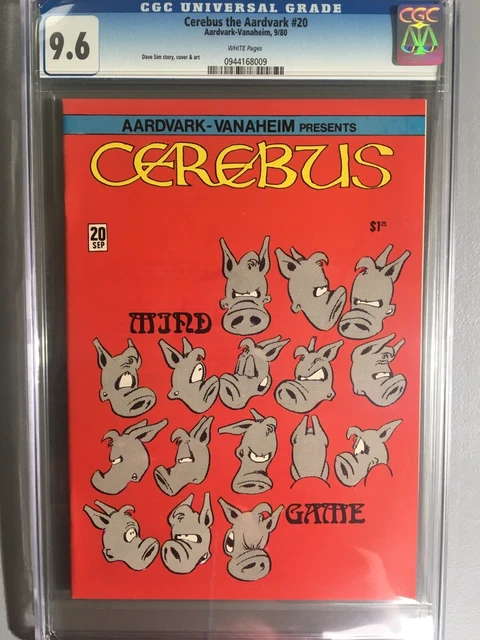 CGC UNIVERSAL GRADE
9.6
Cerebus the Aardvark #20
Aardvark-Vanaheim, 9/80
WHITE Pages
Dave Sim story, cover & art
0944168009
CGC
AARDVARK-VANAHEIM PRESENTS
CEREBUS
20
SEP
$1.25
MIND
GAME